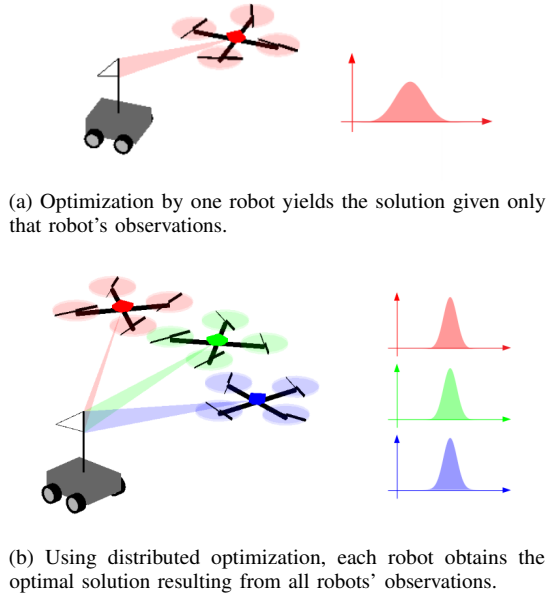 (a) Optimization by one robot yields the solution given only
that robot's observations.
(b) Using distributed optimization, each robot obtains the
optimal solution resulting from all robots' observations.